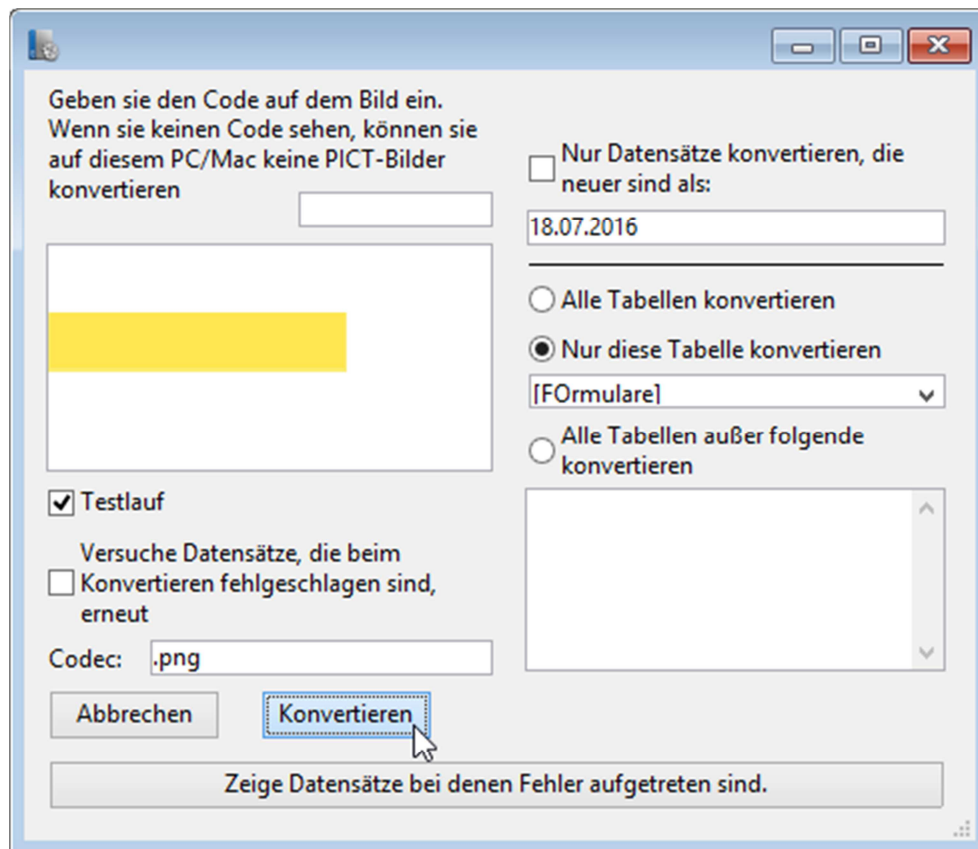 Geben sie den Code auf dem Bild ein.
Wenn sie keinen Code sehen, können sie
auf diesem PC/Mac keine PICT-Bilder
konvertieren
Testlauf
Versuche Datensätze, die beim
Konvertieren fehlgeschlagen sind,
erneut
Codec:
.png
Abbrechen
Konvertieren
Nur Datensätze konvertieren, die
neuer sind als:
18.07.2016
Alle Tabellen konvertieren
Nur diese Tabelle konvertieren
[FOrmulare]
Alle Tabellen außer folgende
konvertieren
Zeige Datensätze bei denen Fehler aufgetreten sind.